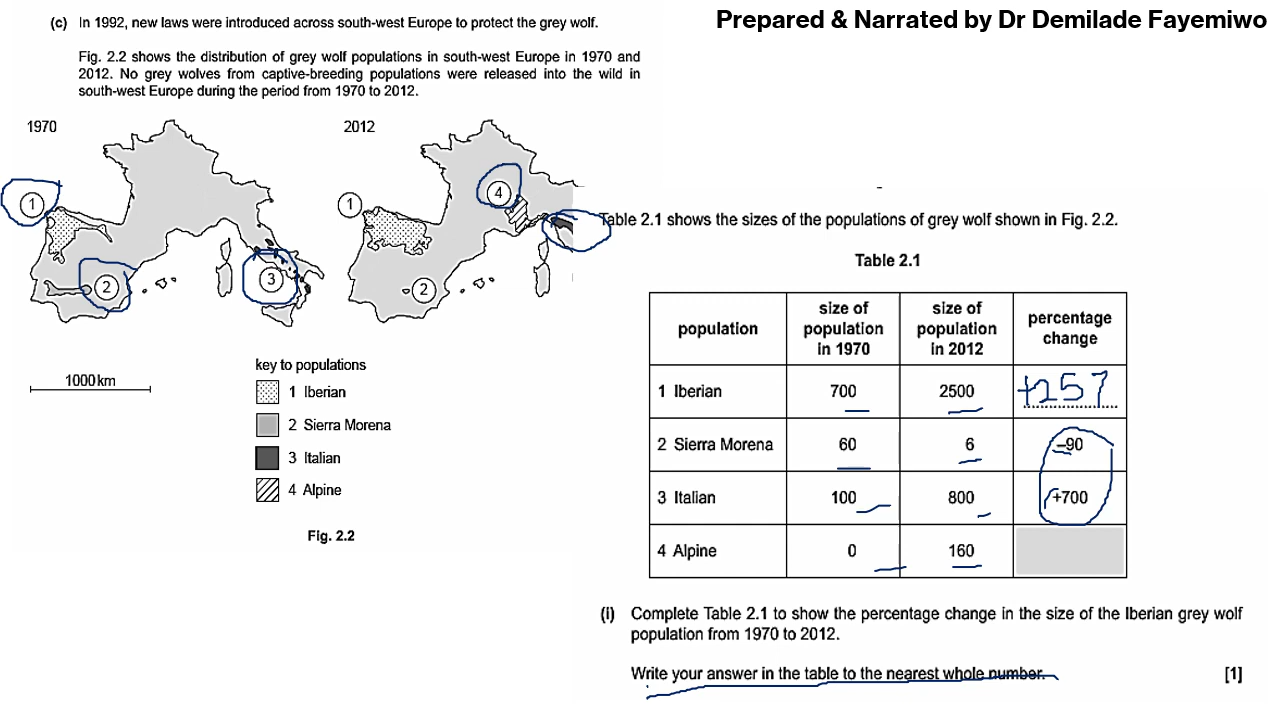 Prepared & Narrated by Dr Demilade Fayemiwo
(c) In 1992, new laws were introduced across south-west Europe to protect the grey wolf.
Fig. 2.2 shows the distribution of grey wolf populations in south-west Europe in 1970 and
2012. No grey wolves from captive-breeding populations were released into the wild in
south-west Europe during the period from 1970 to 2012.
1970
2012
1
2
3
1
2
4
1000 km
key to populations
1 Iberian
2 Sierra Morena
3 Italian
4 Alpine
Fig. 2.2
Table 2.1 shows the sizes of the populations of grey wolf shown in Fig. 2.2.
Table 2.1
population
size of
population
in 1970
size of
population
in 2012
percentage
change
1 Iberian 700 2500 +257
2 Sierra Morena 60 6 –90
3 Italian 100 800 +700
4 Alpine 0 160
(i) Complete Table 2.1 to show the percentage change in the size of the Iberian grey wolf
population from 1970 to 2012.
Write your answer in the table to the nearest whole number. [1]